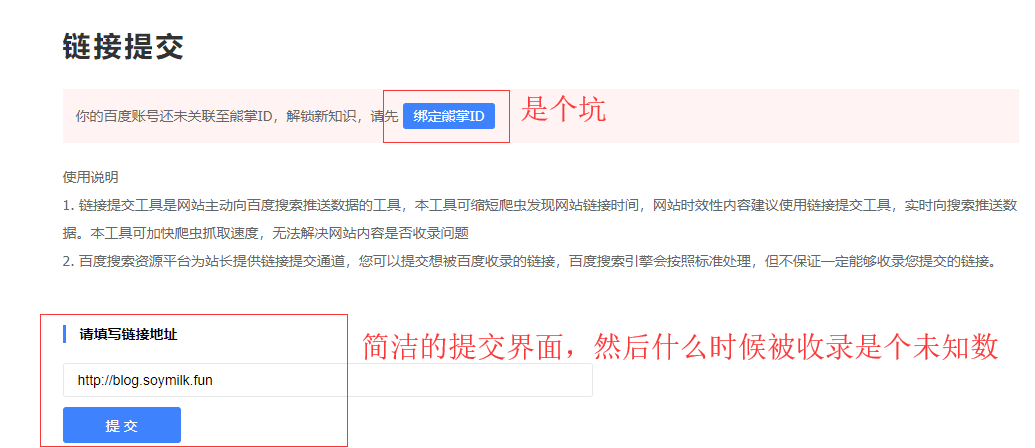 链接提交
你的百度账号还未关联至熊掌ID，解锁新知识，请先 绑定熊掌ID 是个坑
使用说明
1. 链接提交工具是网站主动向百度搜索推送数据的工具，本工具可缩短爬虫发现网站链接时间，网站时效性内容建议使用链接提交工具，实时向搜索推送数
据。本工具可加快爬虫抓取速度，无法解决网站内容是否收录问题
2. 百度搜索资源平台为站长提供链接提交通道，您可以提交想被百度收录的链接，百度搜索引擎会按照标准处理，但不保证一定能够收录您提交的链接。
请填写链接地址
简洁的提交界面，然后什么时候被收录是个未知数
http://blog.soymilk.fun
提 交